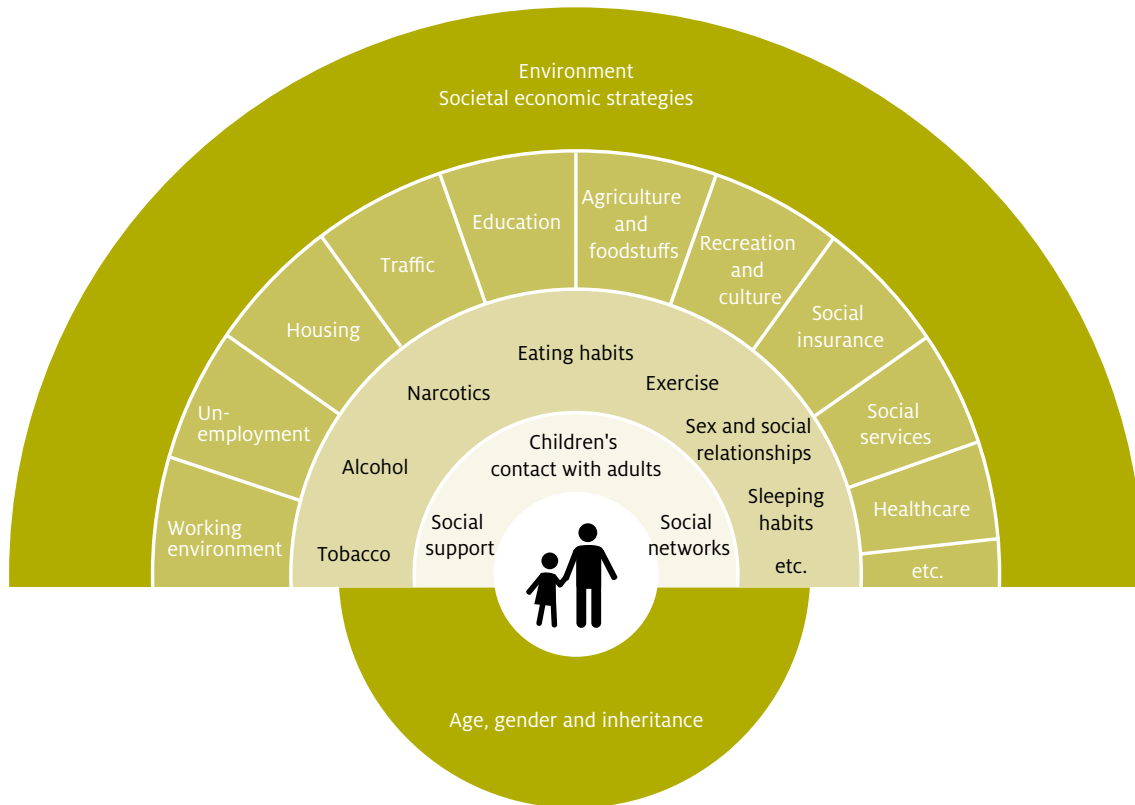 Environment
Societal economic strategies
Working
environment
Un-
employment
Housing
Traffic
Education
Agriculture
and
foodstuffs
Recreation
and
culture
Social
insurance
Social
services
Healthcare
etc.
Tobacco
Alcohol
Narcotics
Eating habits
Exercise
Sex and social
relationships
Sleeping
habits
etc.
Social
support
Children's
contact with adults
Social
networks
Age, gender and inheritance